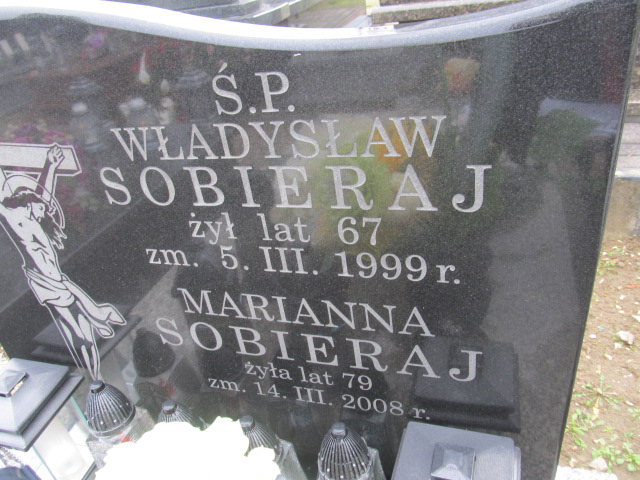 Ś.P.
WŁADYSŁAW
SOBIERAJ
żył lat 67
zm. 5. III. 1999 r.
MARIANNA
SOBIERAJ
żyła lat 79
zm. 14. III. 2008 r.